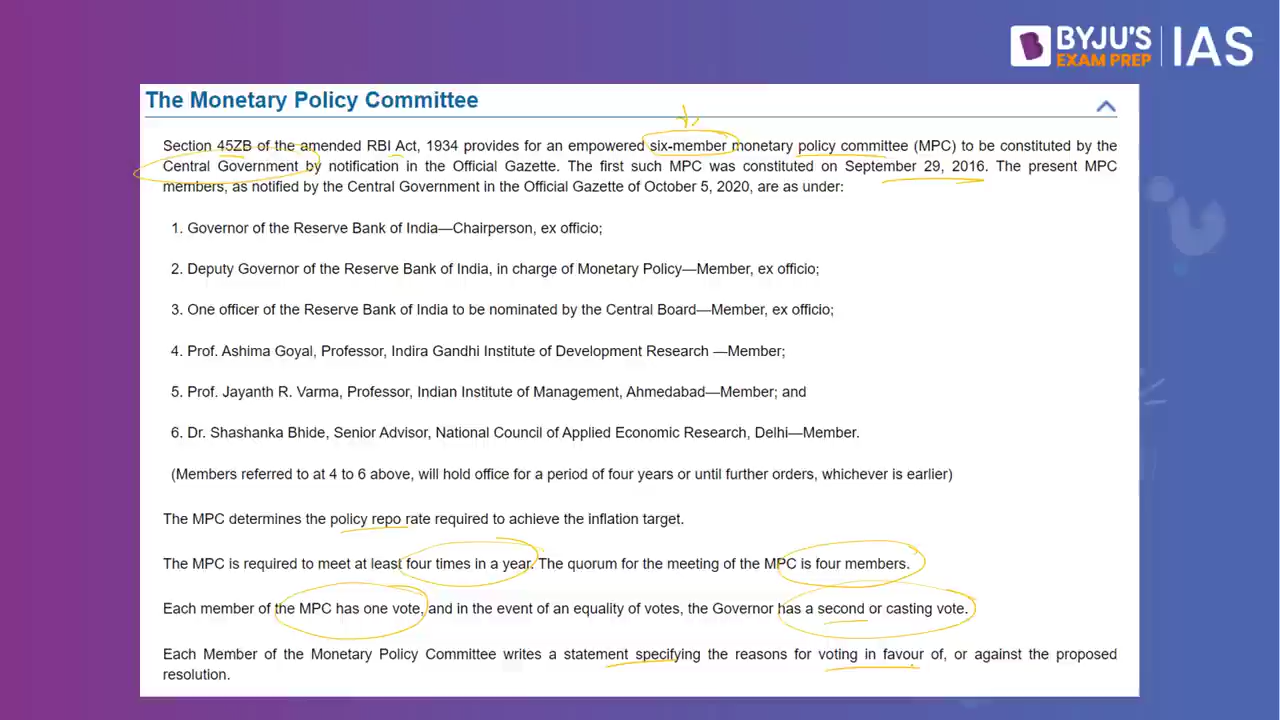 BYJU'S
EXAM PREP
IAS
The Monetary Policy Committee
Section 45ZB of the amended RBI Act, 1934 provides for an empowered six-member monetary policy committee (MPC) to be constituted by the
Central Government by notification in the Official Gazette. The first such MPC was constituted on September 29, 2016. The present MPC
members, as notified by the Central Government in the Official Gazette of October 5, 2020, are as under:
1. Governor of the Reserve Bank of India—Chairperson, ex officio;
2. Deputy Governor of the Reserve Bank of India, in charge of Monetary Policy—Member, ex officio;
3. One officer of the Reserve Bank of India to be nominated by the Central Board—Member, ex officio;
4. Prof. Ashima Goyal, Professor, Indira Gandhi Institute of Development Research —Member;
5. Prof. Jayanth R. Varma, Professor, Indian Institute of Management, Ahmedabad—Member; and
6. Dr. Shashanka Bhide, Senior Advisor, National Council of Applied Economic Research, Delhi—Member.
(Members referred to at 4 to 6 above, will hold office for a period of four years or until further orders, whichever is earlier)
The MPC determines the policy repo rate required to achieve the inflation target.
The MPC is required to meet at least four times in a year. The quorum for the meeting of the MPC is four members.
Each member of the MPC has one vote, and in the event of an equality of votes, the Governor has a second or casting vote.
Each Member of the Monetary Policy Committee writes a statement specifying the reasons for voting in favour of, or against the proposed
resolution.